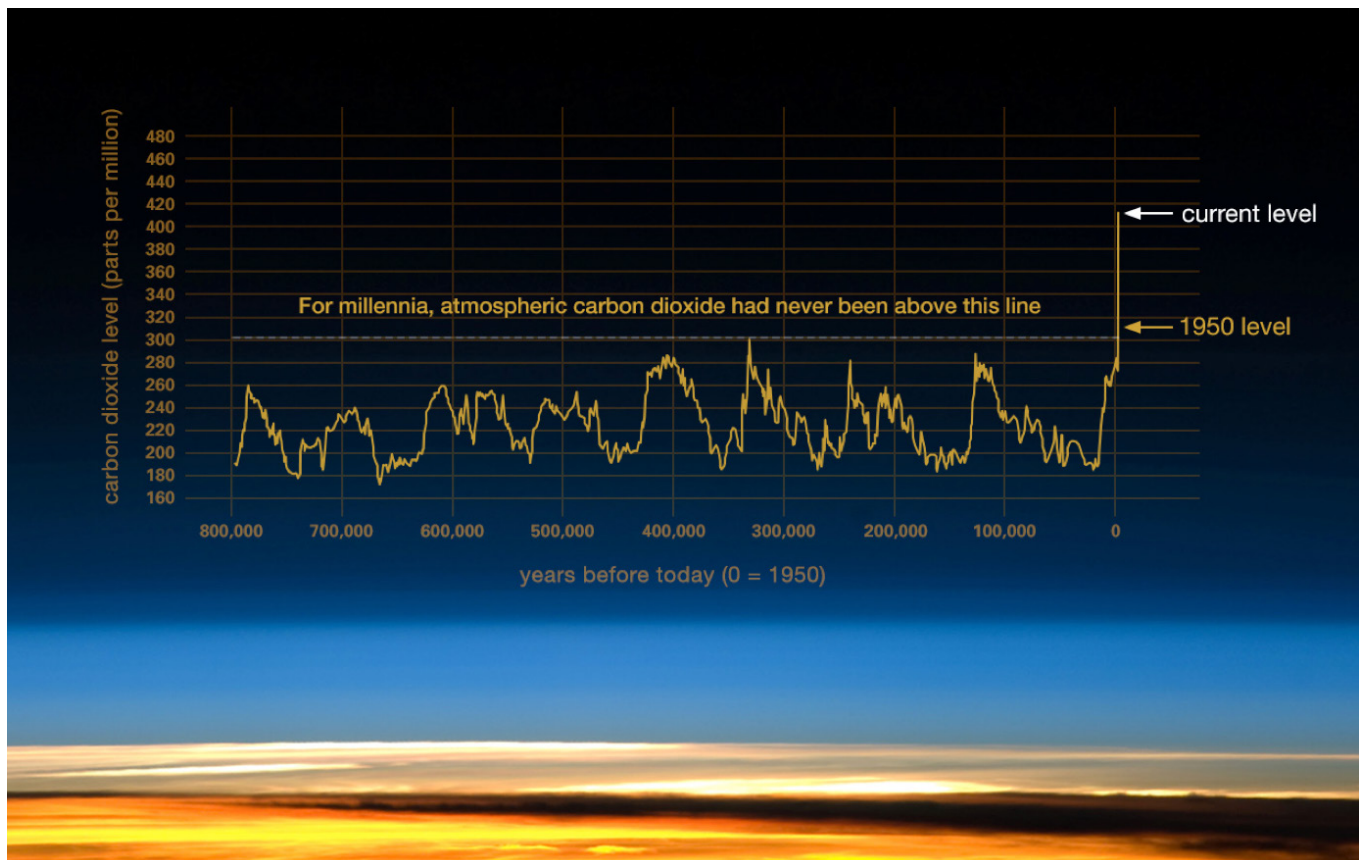 carbon dioxide level (parts per million)
480
460
440
420
400
380
360
340
320
300
280
260
240
220
200
180
160
current level
For millennia, atmospheric carbon dioxide had never been above this line
1950 level
800,000 700,000 600,000 500,000 400,000 300,000 200,000 100,000 0
years before today (0 = 1950)